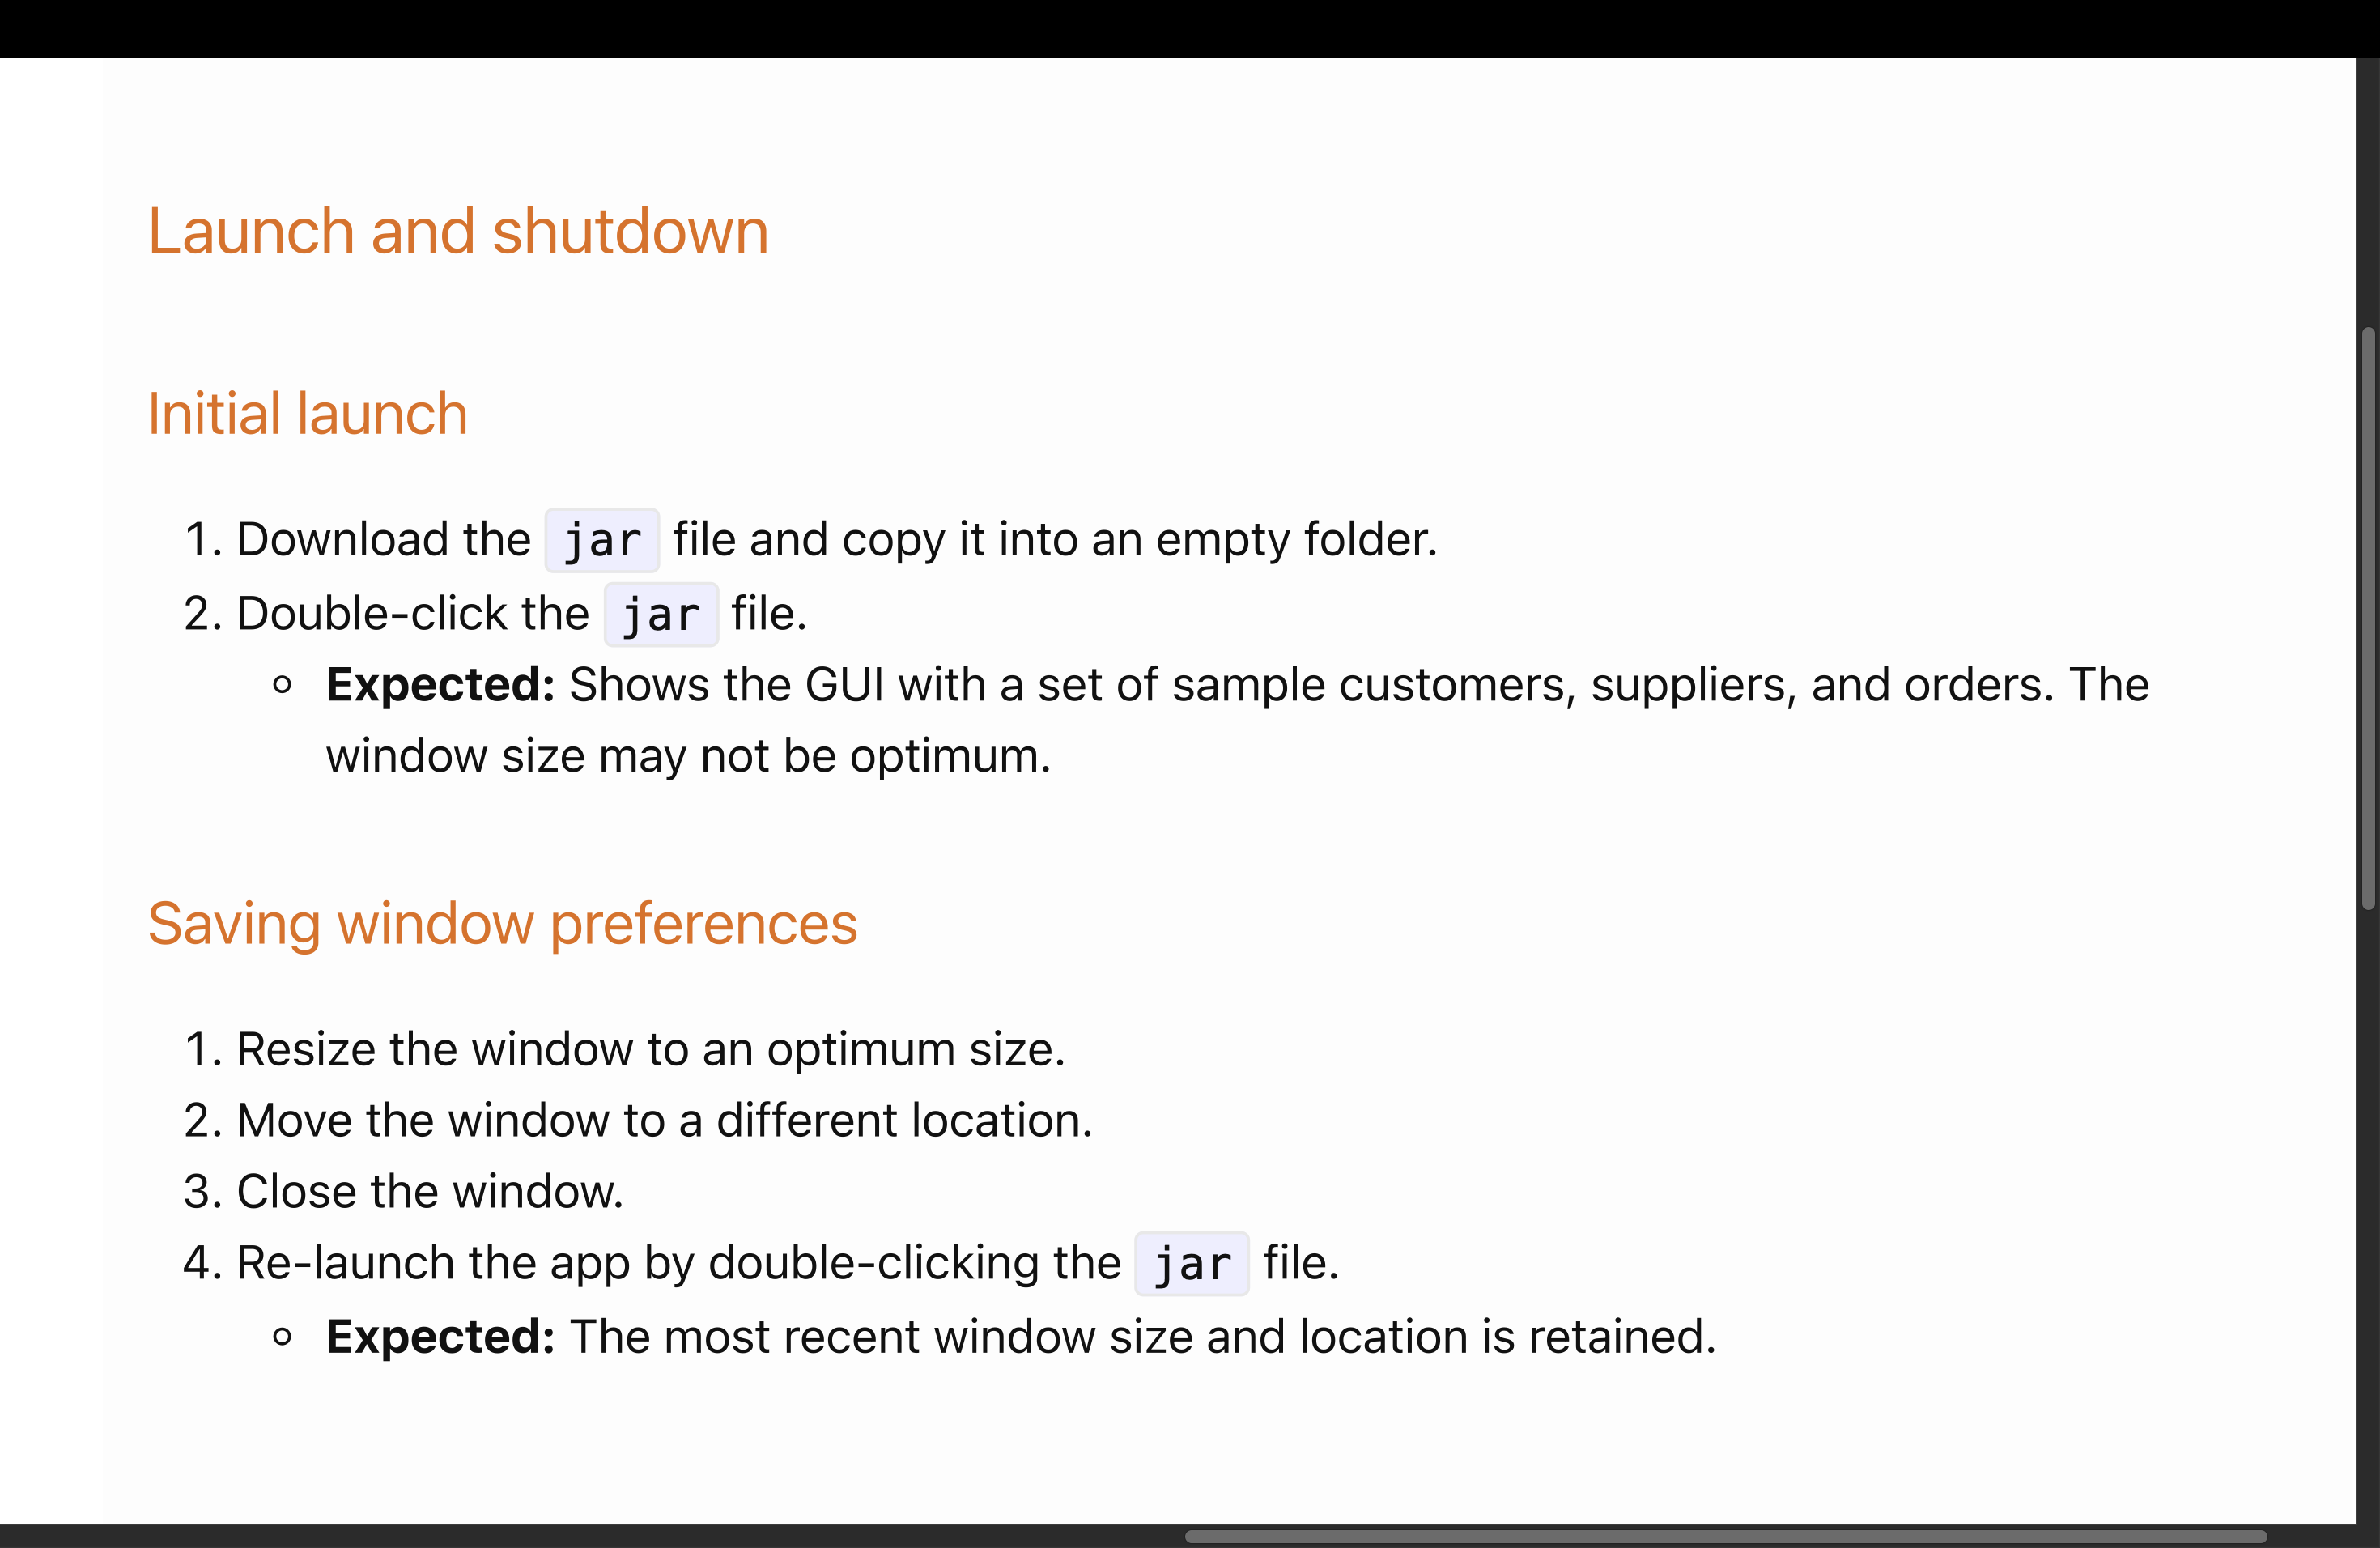 Launch and shutdown
Initial launch
1. Download the jar file and copy it into an empty folder.
2. Double-click the jar file.
Expected: Shows the GUI with a set of sample customers, suppliers, and orders. The
window size may not be optimum.
Saving window preferences
1. Resize the window to an optimum size.
2. Move the window to a different location.
3. Close the window.
4. Re-launch the app by double-clicking the jar file.
Expected: The most recent window size and location is retained.